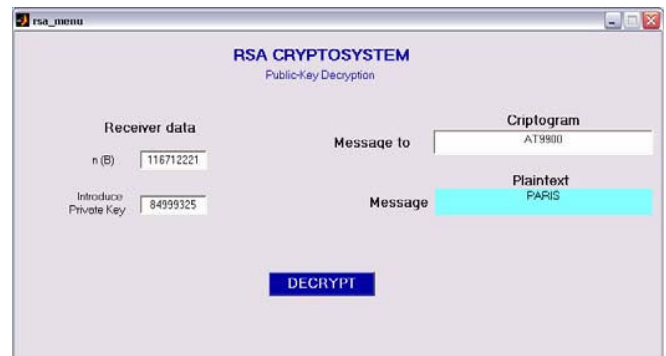 rsa_menu
RSA CRYPTOSYSTEM
Public-Key Decryption
Receiver data
n (B) 116712221
Introduce
Private Key 84999325
Criptogram
Message to AT9900
Plaintext
Message PARIS
DECRYPT